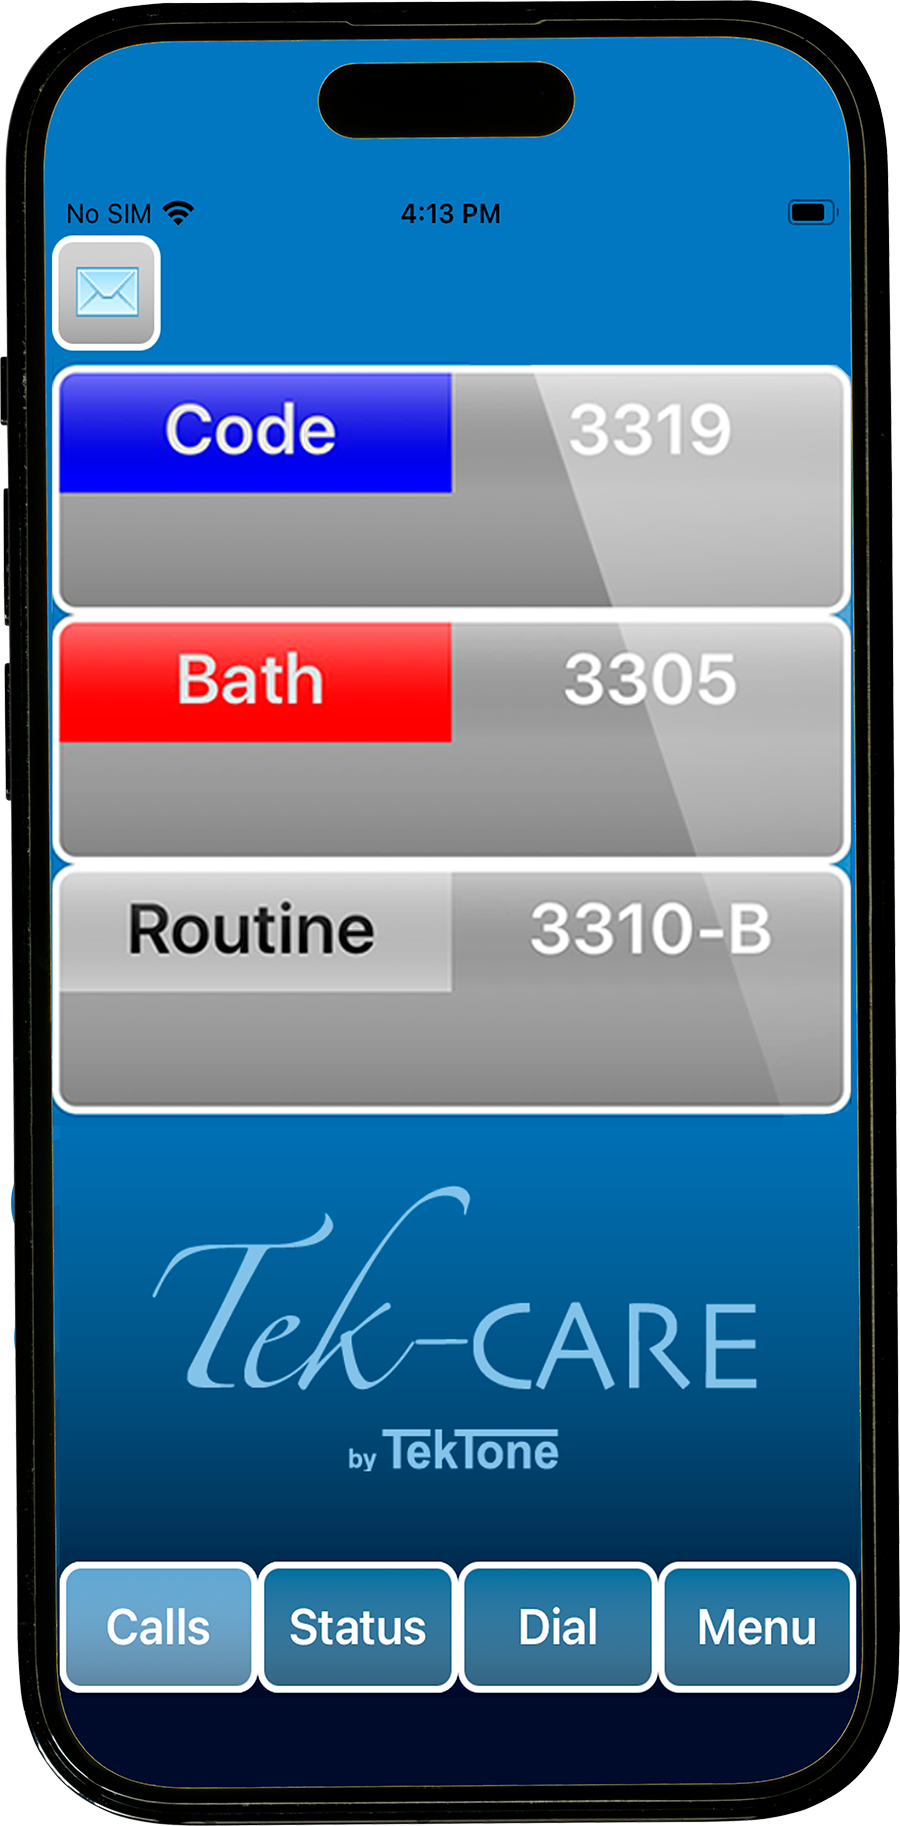 No SIM 4:13 PM
Code 3319
Bath 3305
Routine 3310-B
Tek-CARE
by TekTone
Calls Status Dial Menu